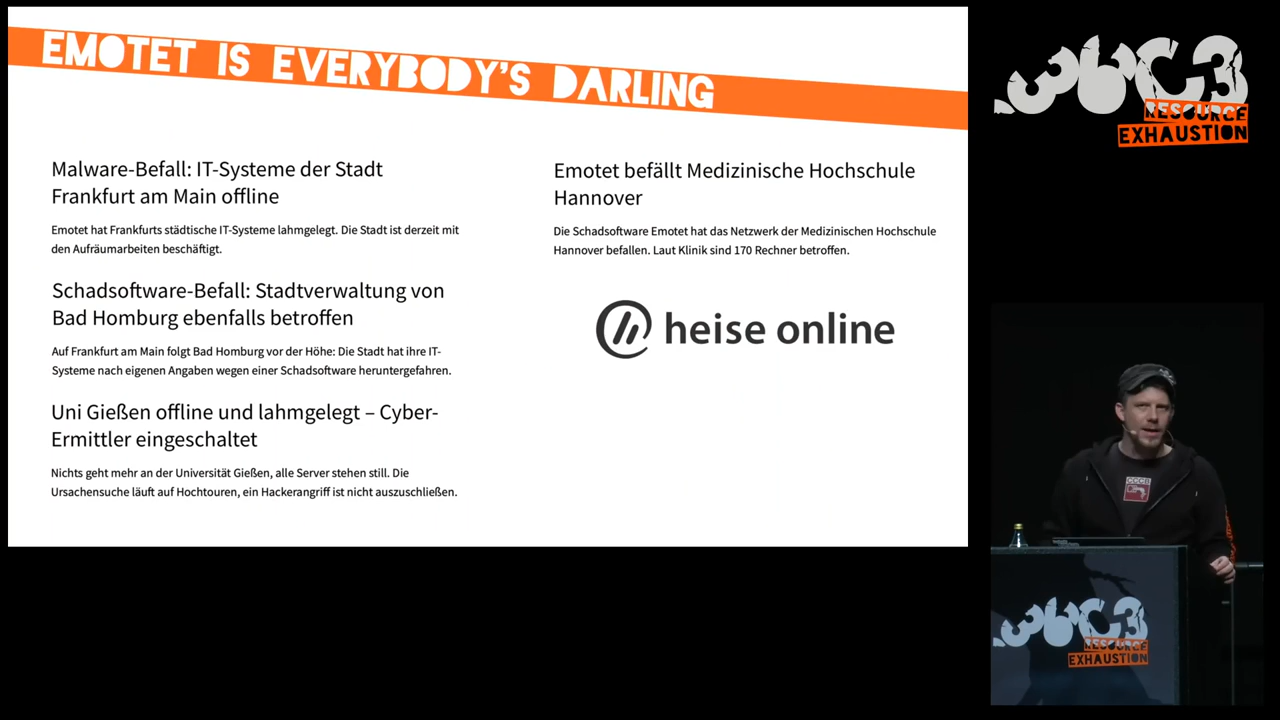 EMOTET IS EVERYBODY'S DARLING
Malware-Befall: IT-Systeme der Stadt
Frankfurt am Main offline
Emotet hat Frankfurts städtische IT-Systeme lahmgelegt. Die Stadt ist derzeit mit
den Aufräumarbeiten beschäftigt.
Schadsoftware-Befall: Stadtverwaltung von
Bad Homburg ebenfalls betroffen
Auf Frankfurt am Main folgt Bad Homburg vor der Höhe: Die Stadt hat ihre IT-
Systeme nach eigenen Angaben wegen einer Schadsoftware heruntergefahren.
Uni Gießen offline und lahmgelegt – Cyber-
Ermittler eingeschaltet
Nichts geht mehr an der Universität Gießen, alle Server stehen still. Die
Ursachensuche läuft auf Hochtouren, ein Hackerangriff ist nicht auszuschließen.
Emotet befällt Medizinische Hochschule
Hannover
Die Schadsoftware Emotet hat das Netzwerk der Medizinischen Hochschule
Hannover befallen. Laut Klinik sind 170 Rechner betroffen.
heise online
36C3
RESOURCE
EXHAUSTION
CCCB
36C3
RESOURCE
EXHAUSTION